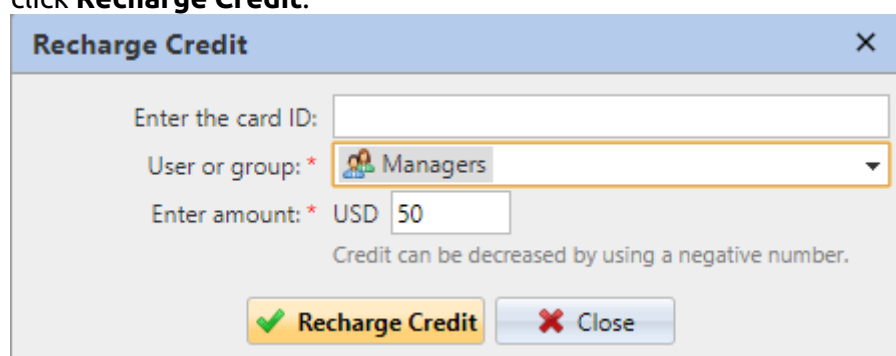 click Recharge Credit.
Recharge Credit
Enter the card ID:
User or group: * Managers
Enter amount: * USD 50
Credit can be decreased by using a negative number.
Recharge Credit Close